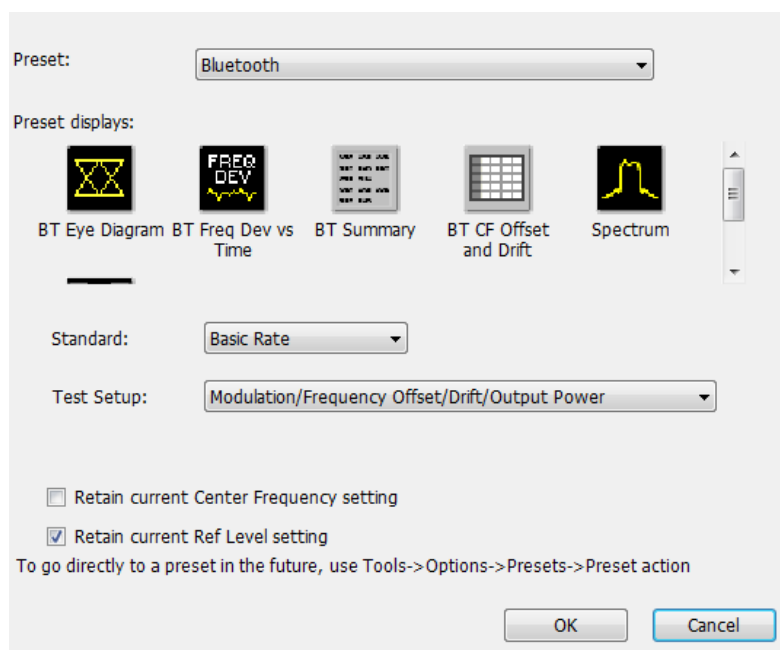 Preset:
Bluetooth
Preset displays:
FREQ
DEV
BT Eye Diagram
BT Freq Dev vs
Time
BT Summary
BT CF Offset
and Drift
Spectrum
Standard:
Basic Rate
Test Setup:
Modulation/Frequency Offset/Drift/Output Power
Retain current Center Frequency setting
Retain current Ref Level setting
To go directly to a preset in the future, use Tools->Options->Presets->Preset action
OK
Cancel